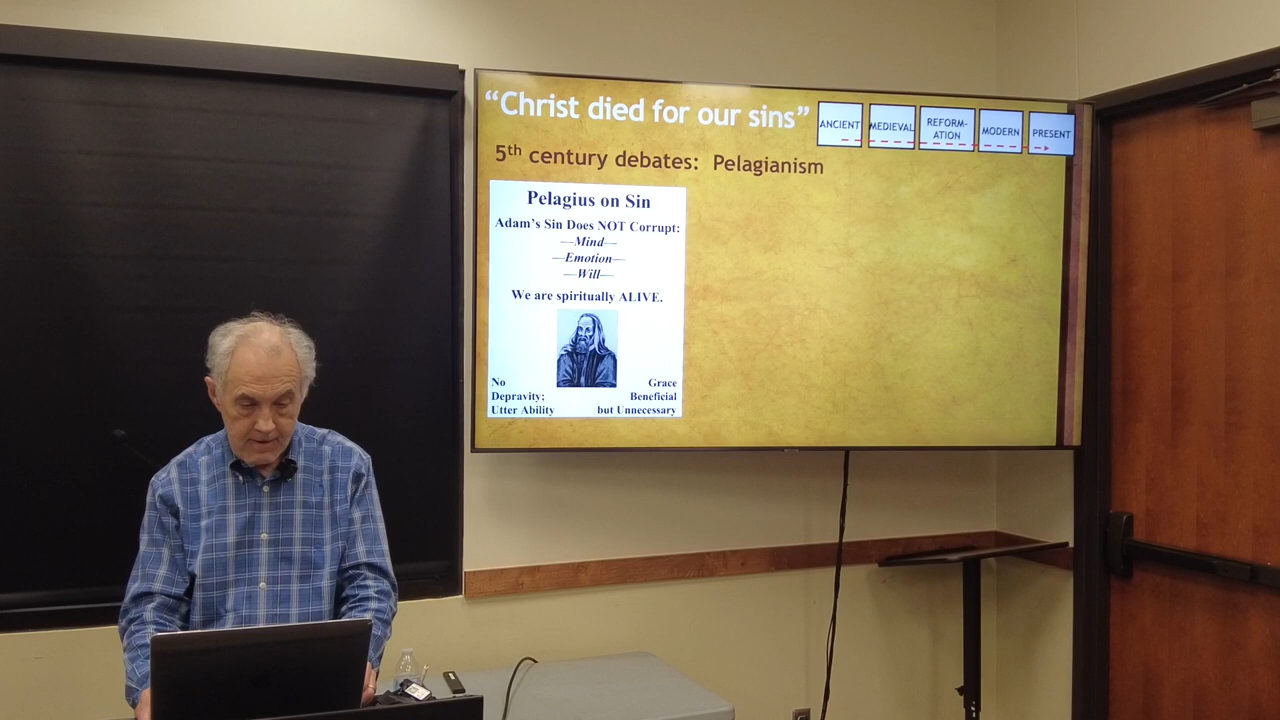 “Christ died for our sins”
ANCIENT
MEDIEVAL
REFORM-
ATION
MODERN
PRESENT
5th century debates: Pelagianism
Pelagius on Sin
Adam’s Sin Does NOT Corrupt:
—Mind—
—Emotion—
—Will—
We are spiritually ALIVE.
No
Depravity;
Utter Ability
Grace
Beneficial
but Unnecessary